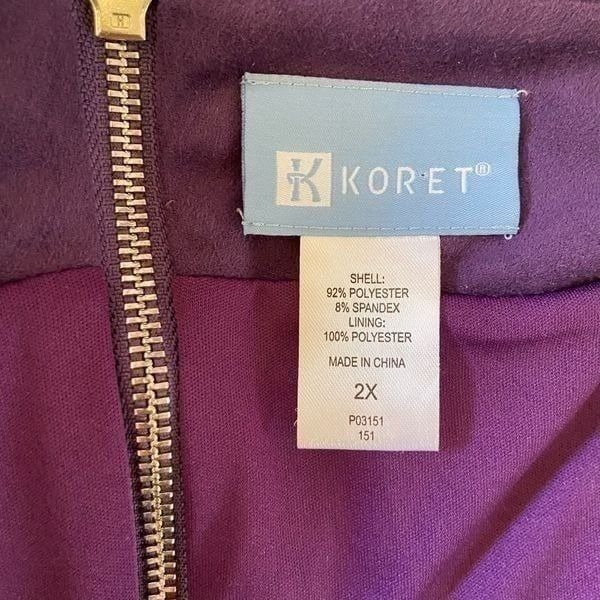 KORET®
SHELL:
92% POLYESTER
8% SPANDEX
LINING:
100% POLYESTER
MADE IN CHINA
2X
P03151
151